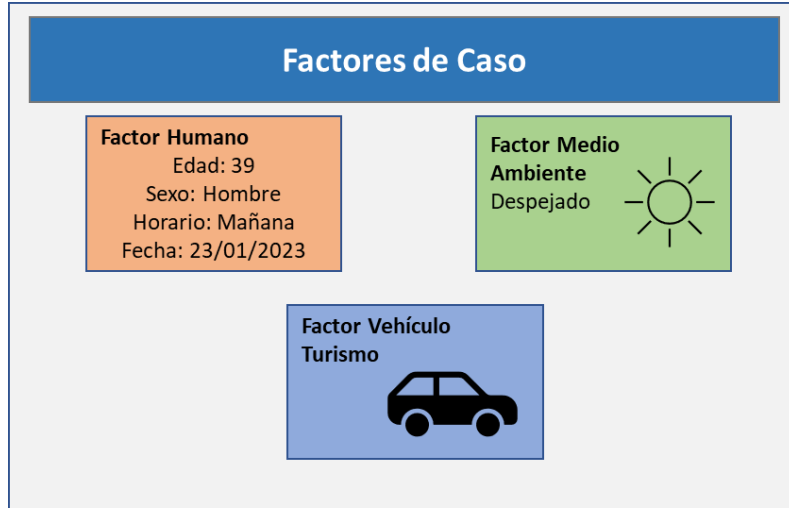 Factores de Caso
Factor Humano
Edad: 39
Sexo: Hombre
Horario: Mañana
Fecha: 23/01/2023
Factor Medio
Ambiente
Despejado
Factor Vehículo
Turismo